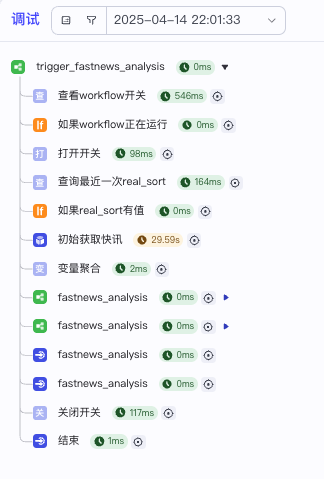 调试 2025-04-14 22:01:33
trigger_fastnews_analysis 0ms
查 查看workflow开关 546ms
If 如果workflow正在运行 0ms
打 打开开关 98ms
查 查询最近一次real_sort 164ms
If 如果real_sort有值 0ms
初始获取快讯 29.59s
变 变量聚合 2ms
fastnews_analysis 0ms
fastnews_analysis 0ms
fastnews_analysis 0ms
fastnews_analysis 0ms
关 关闭开关 117ms
结束 1ms